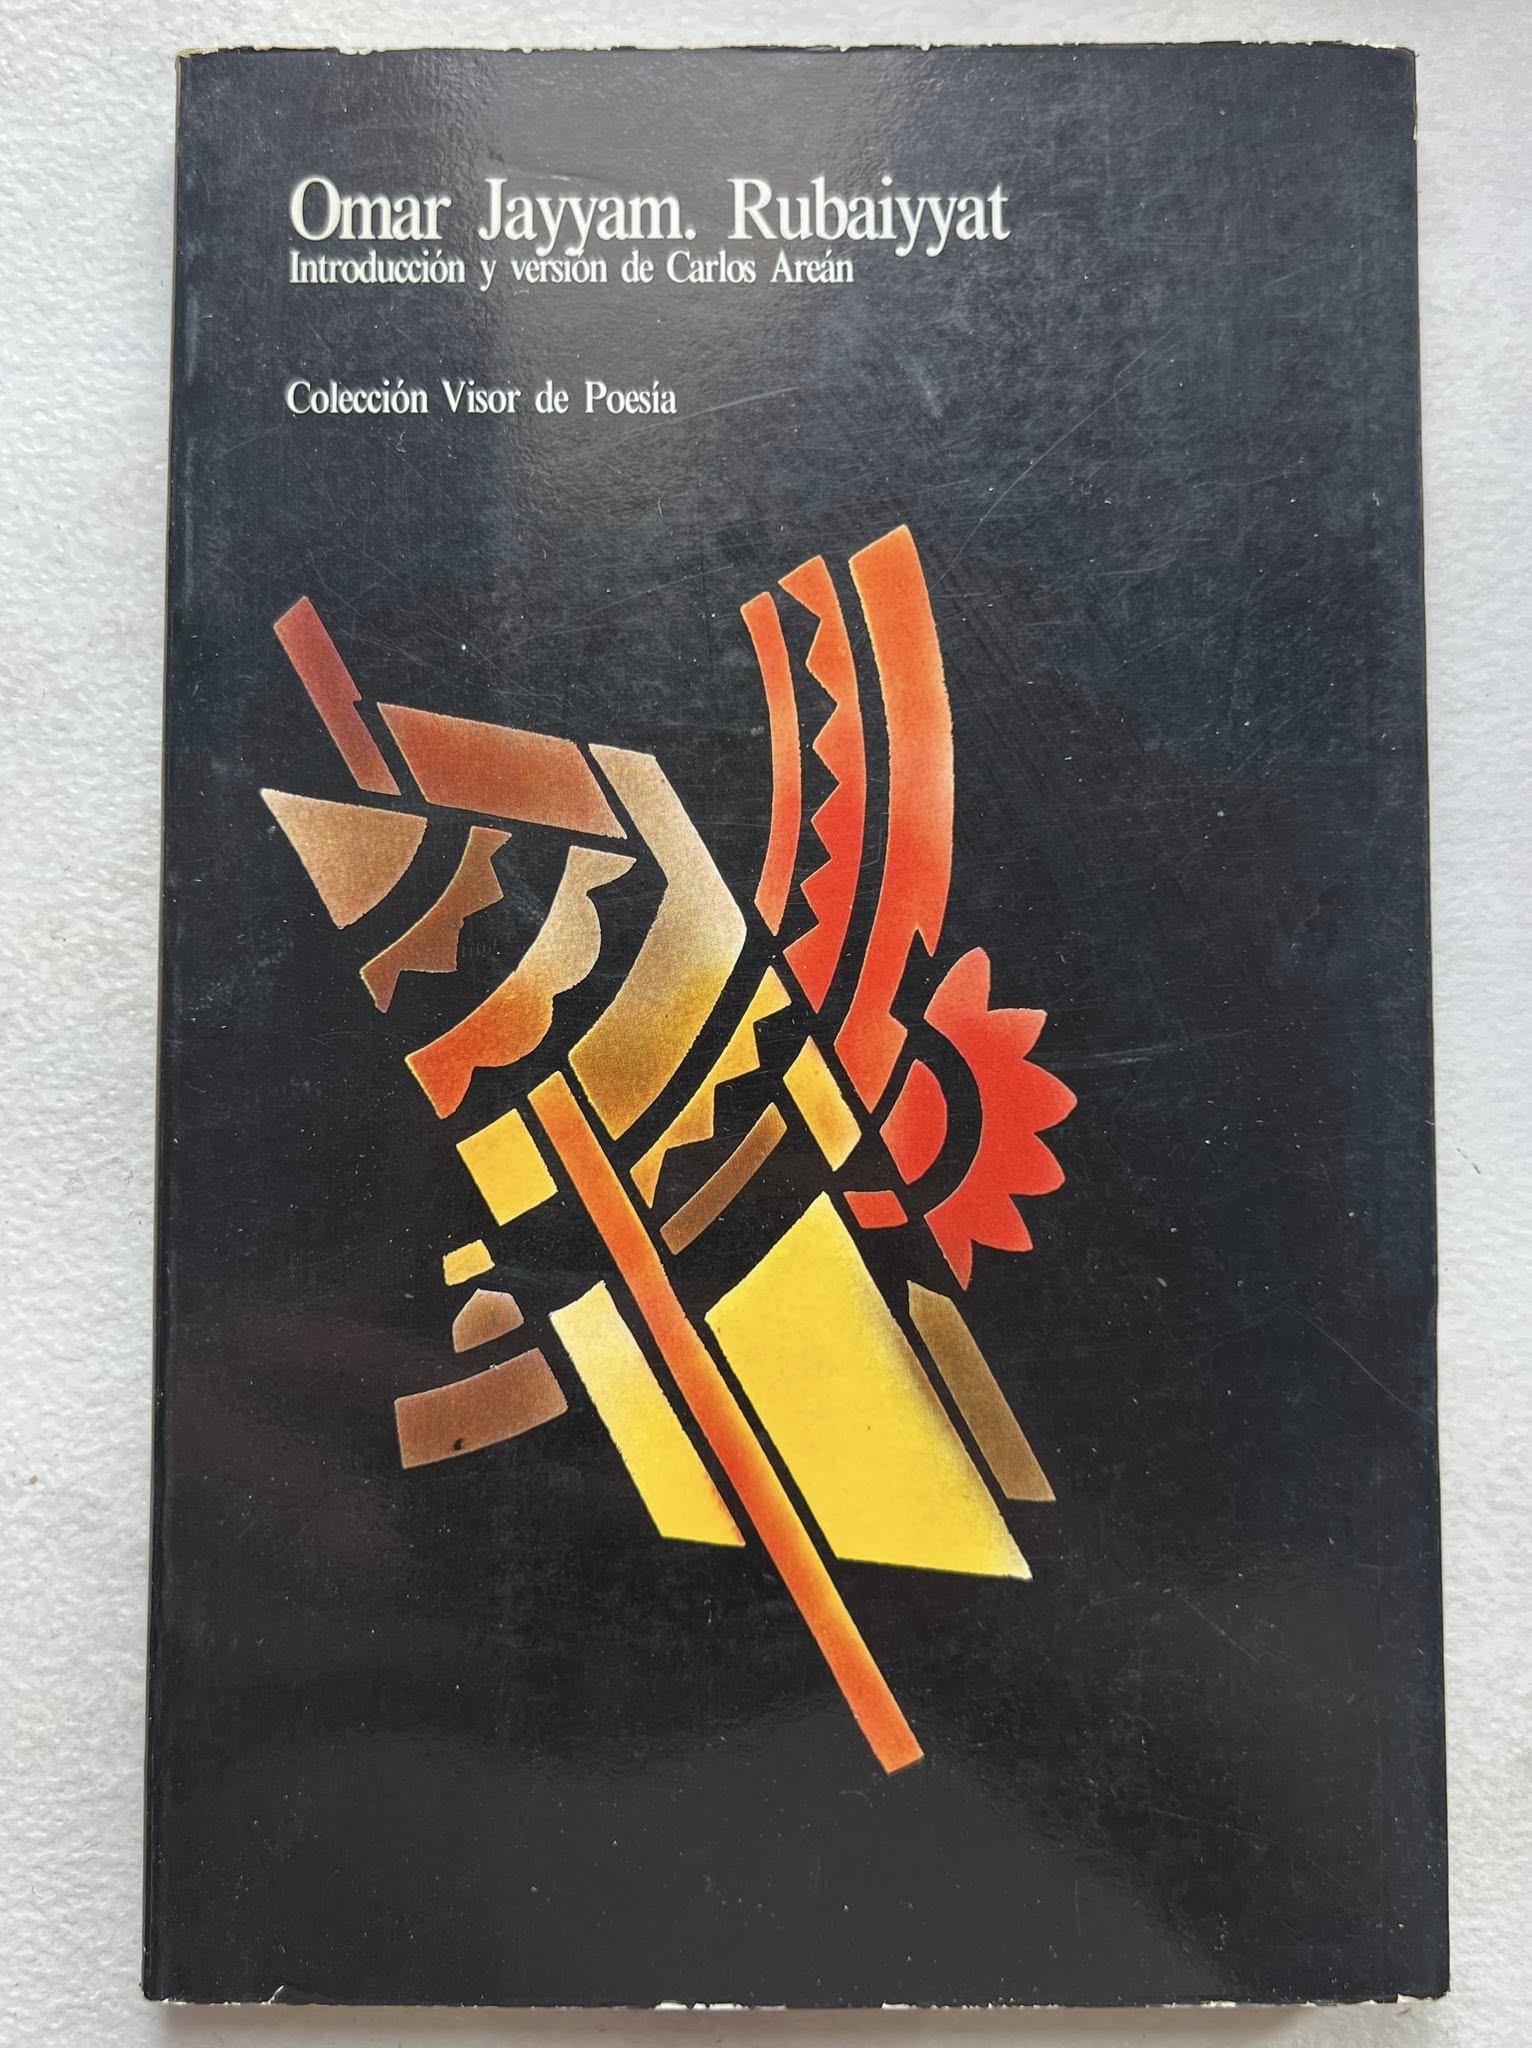 Omar Jayyam. Rubaiyyat
Introducción y versión de Carlos Areán
Colección Visor de Poesía